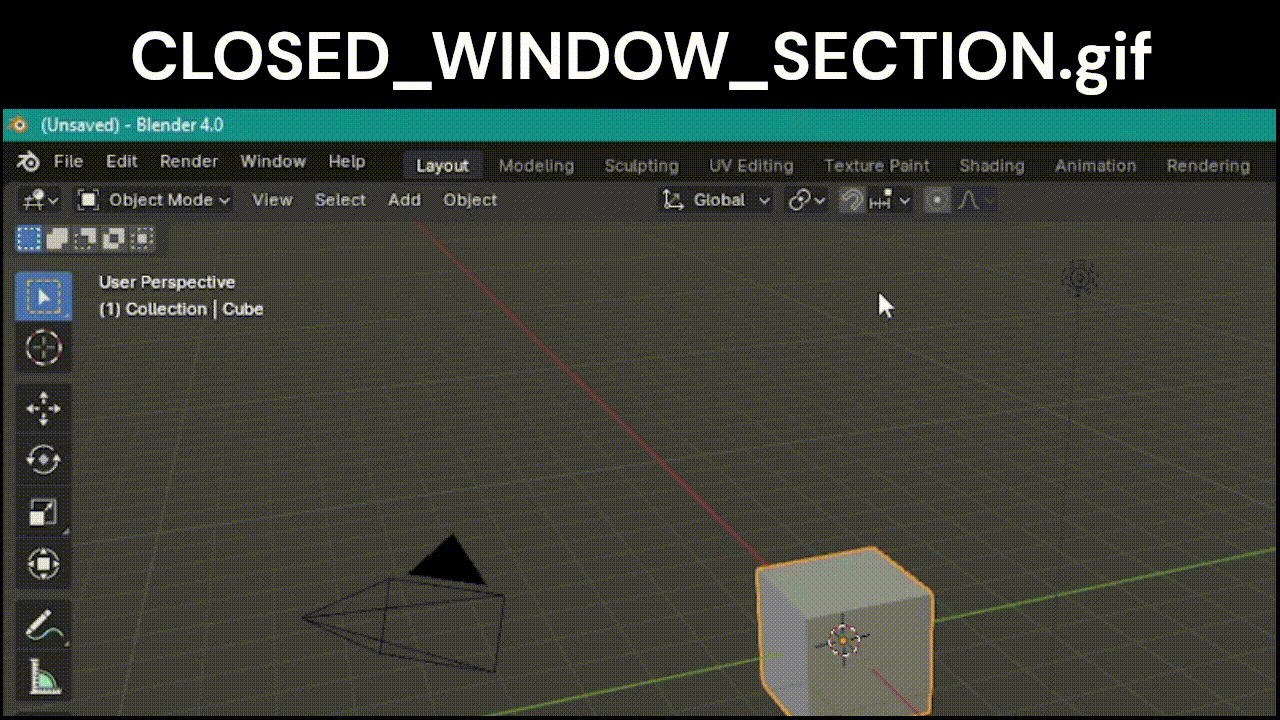 CLOSED_WINDOW_SECTION.gif
(Unsaved) - Blender 4.0
File Edit Render Window Help Layout Modeling Sculpting UV Editing Texture Paint Shading Animation Rendering
Object Mode View Select Add Object Global
User Perspective
(1) Collection | Cube